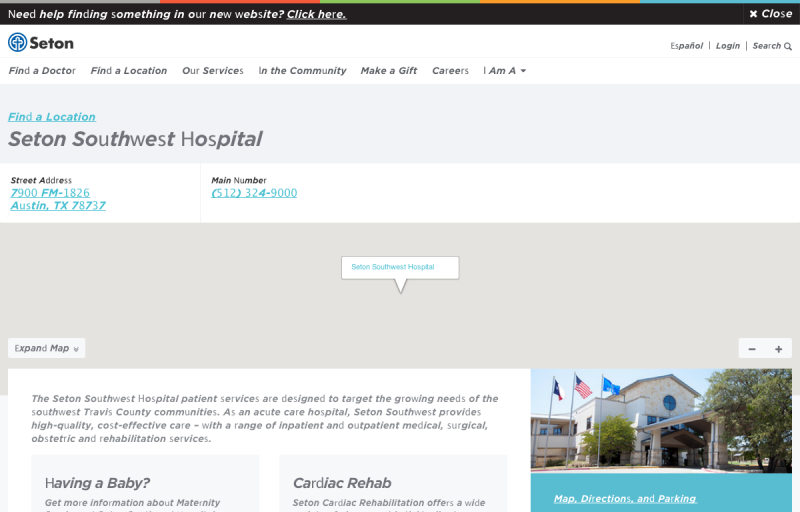 Need help finding something in our new website? Click here.
✖ Close
Seton
Español | Login | Search
Find a Doctor Find a Location Our Services In the Community Make a Gift Careers I Am A
Find a Location
Seton Southwest Hospital
Street Address
7900 FM-1826
Austin, TX 78737
Main Number
(512) 324-9000
Seton Southwest Hospital
Expand Map
− +
The Seton Southwest Hospital patient services are designed to target the growing needs of the
southwest Travis County communities. As an acute care hospital, Seton Southwest provides
high-quality, cost-effective care – with a range of inpatient and outpatient medical, surgical,
obstetric and rehabilitation services.
Having a Baby?
Get more information about Maternity
Cardiac Rehab
Seton Cardiac Rehabilitation offers a wide
Map, Directions, and Parking